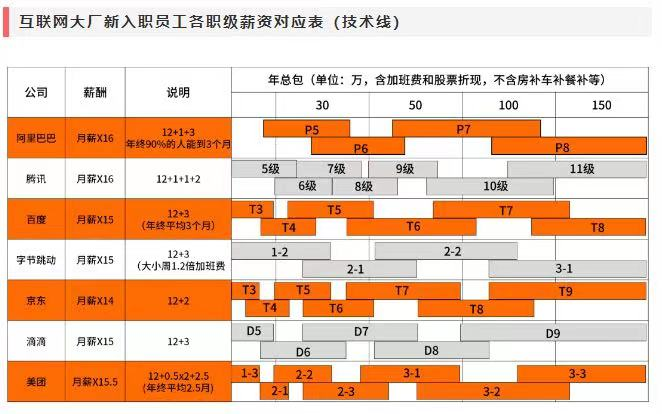 互联网大厂新入职员工各职级薪资对应表（技术线）
公司 薪酬 说明 年总包（单位：万，含加班费和股票折现，不含房补车补餐补等）
30 50 100 150
阿里巴巴 月薪X16 12+1+3 P5 P7
年终90%的人能到3个月 P6 P8
腾讯 月薪X16 12+1+1+2 5级 7级 9级 11级
6级 8级 10级
百度 月薪X15 12+3 T3 T5 T7
（年终平均3个月） T4 T6 T8
字节跳动 月薪X15 12+3 1-2 2-2
（大小周1.2倍加班费 2-1 3-1
京东 月薪X14 12+2 T3 T5 T7 T9
T4 T6 T8
滴滴 月薪X15 12+3 D5 D7 D9
D6 D8
美团 月薪X15.5 12+0.5x2+2.5 1-3 2-2 3-1 3-3
(年终平均2.5月) 2-1 2-3 3-2